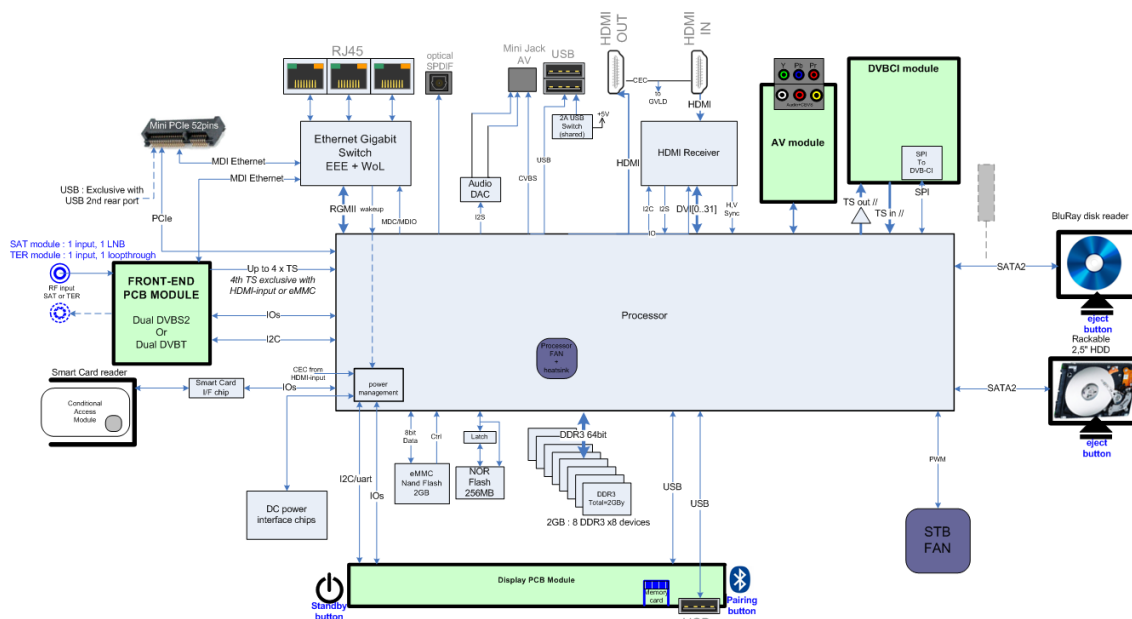 HDMI
OUT
HDMI
IN
RJ45
optical
SPDIF
Mini Jack
AV
USB
Y
Pb
Pr
Audio+CBVS
DVBCI module
CEC
to
GVLD
+5V
2A USB
Switch
(shared)
HDMI
Mini PCIe 52pins
Ethernet Gigabit
Switch
EEE + WoL
HDMI Receiver
AV module
SPI
To
DVB-CI
MDI Ethernet
MDI Ethernet
USB
HDMI
Audio
DAC
CVBS
USB : Exclusive with
USB 2nd rear port
PCIe
RGMII
wakeup
MDC/MDIO
I2S
I2C
I2S
DVI[0..31]
H,V
Sync
IO
TS out //
TS in //
SPI
BluRay disk reader
SAT module : 1 input, 1 LNB
TER module : 1 input, 1 loopthrough
RF input
SAT or TER
FRONT-END
PCB MODULE
Dual DVBS2
Or
Dual DVBT
Up to 4 x TS
4th TS exclusive with
HDMI-input or eMMC
IOs
I2C
Processor
Processor
FAN
+
heatsink
SATA2
eject
button
Rackable
2,5" HDD
Smart Card reader
Conditional
Access
Module
Smart Card
I/F chip
IOs
CEC from
HDMI-input
power
management
SATA2
eject
button
8bit
Data
Ctrl
Latch
DDR3 64bit
PWM
I2C/uart
IOs
eMMC
Nand Flash
2GB
NOR
Flash
256MB
DDR3
Total=2GBy
2GB : 8 DDR3 x8 devices
USB
USB
DC power
interface chips
STB
FAN
Display PCB Module
Memory
card
Standby
button
Pairing
button